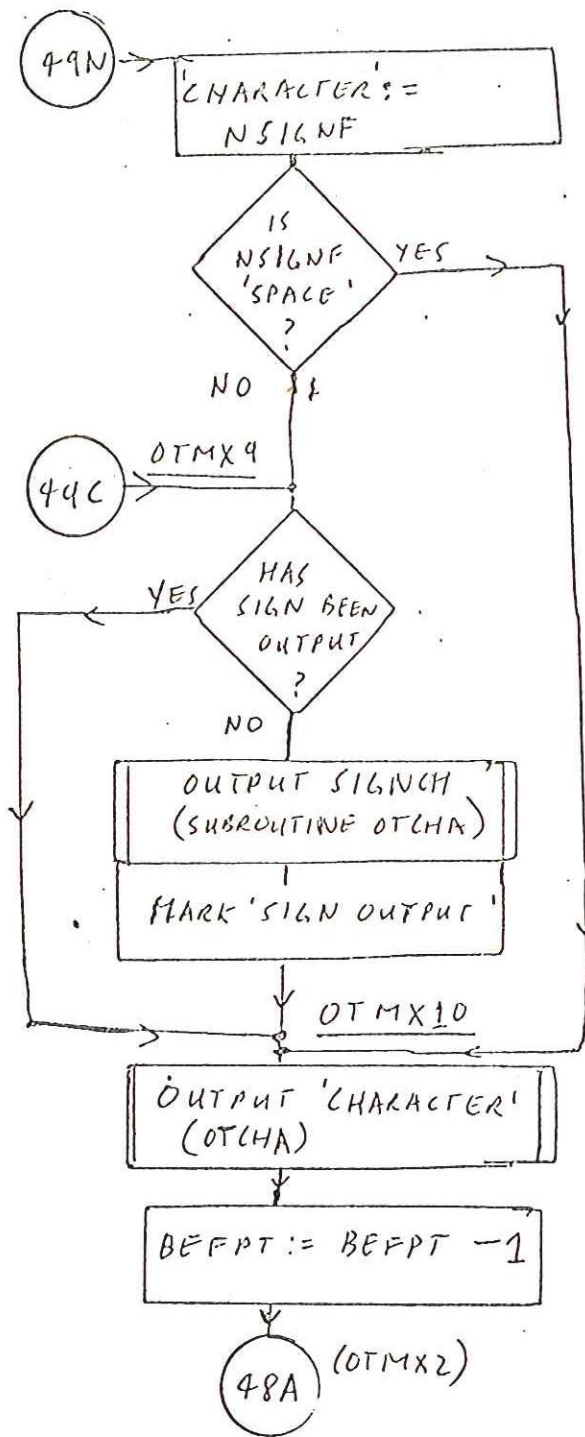 49N
'CHARACTER' :=
NSIGNF
IS
NSIGNF
'SPACE'
?
YES
NO
OTMX9
49C
HAS
SIGN BEEN
OUTPUT
?
YES
NO
OUTPUT SIGNCH
(SUBROUTINE OTCHA)
MARK 'SIGN OUTPUT'
OTMX10
OUTPUT 'CHARACTER'
(OTCHA)
BEFPT := BEFPT -1
48A
(OTMX2)